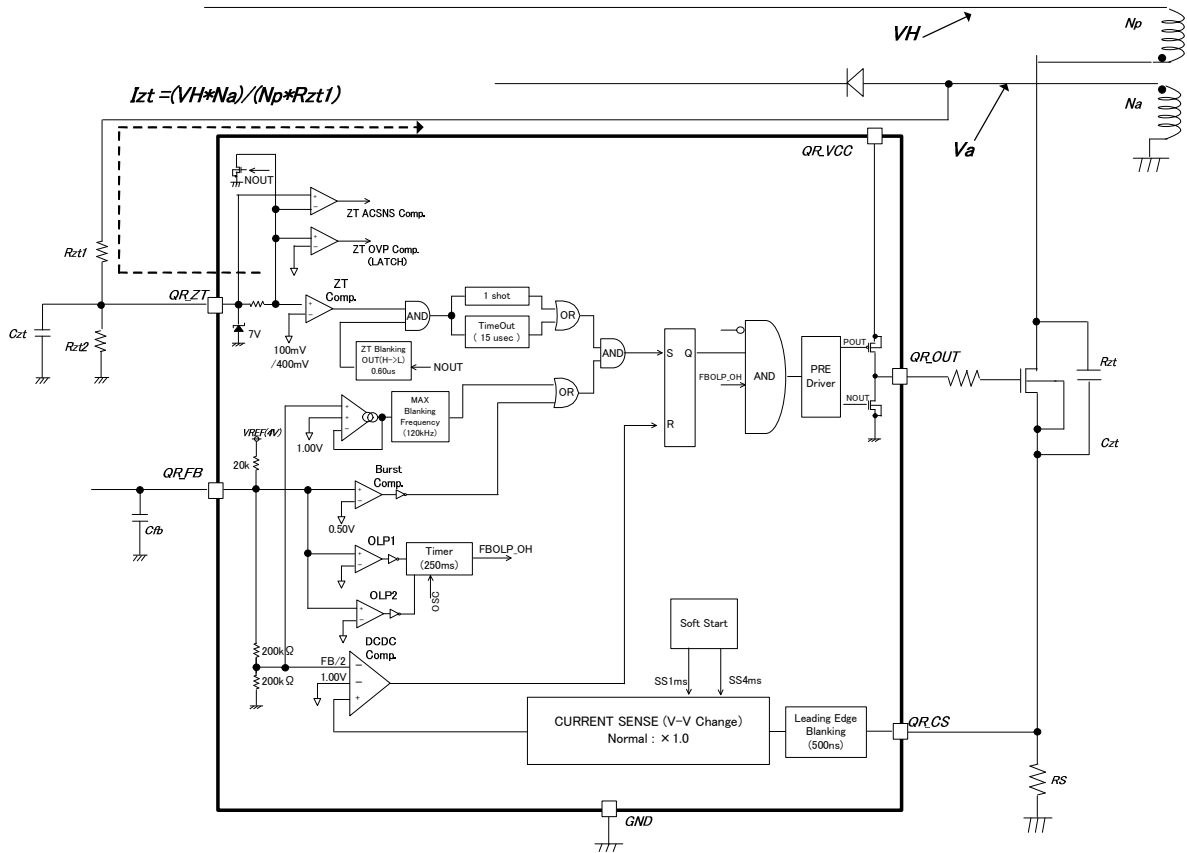 VH
Np
Izt =(VH*Na)/(Np*Rzt1)
Na
Va
QR_VCC
NOUT
ZT ACSNS Comp.
ZT OVP Comp.
(LATCH)
Rzt1
QR_ZT
ZT
Comp.
1 shot
AND
OR
TimeOut
( 15 usec )
Czt
Rzt2
7V
100mV
/400mV
ZT Blanking
OUT(H->L)
0.60us
NOUT
AND
S
Q
R
FBOLP_OH
AND
PRE
Driver
POUT
NOUT
QR_OUT
Rzt
Czt
OR
MAX
Blanking
Frequency
(120kHz)
1.00V
VREF(4V)
20k
QR_FB
Cfb
Burst
Comp.
0.50V
OLP1
Timer
(250ms)
FBOLP_OH
OSC
OLP2
Soft Start
SS1ms
SS4ms
200kΩ
200kΩ
FB/2
1.00V
DCDC
Comp.
CURRENT SENSE (V-V Change)
Normal : × 1.0
Leading Edge
Blanking
(500ns)
QR_CS
RS
GND